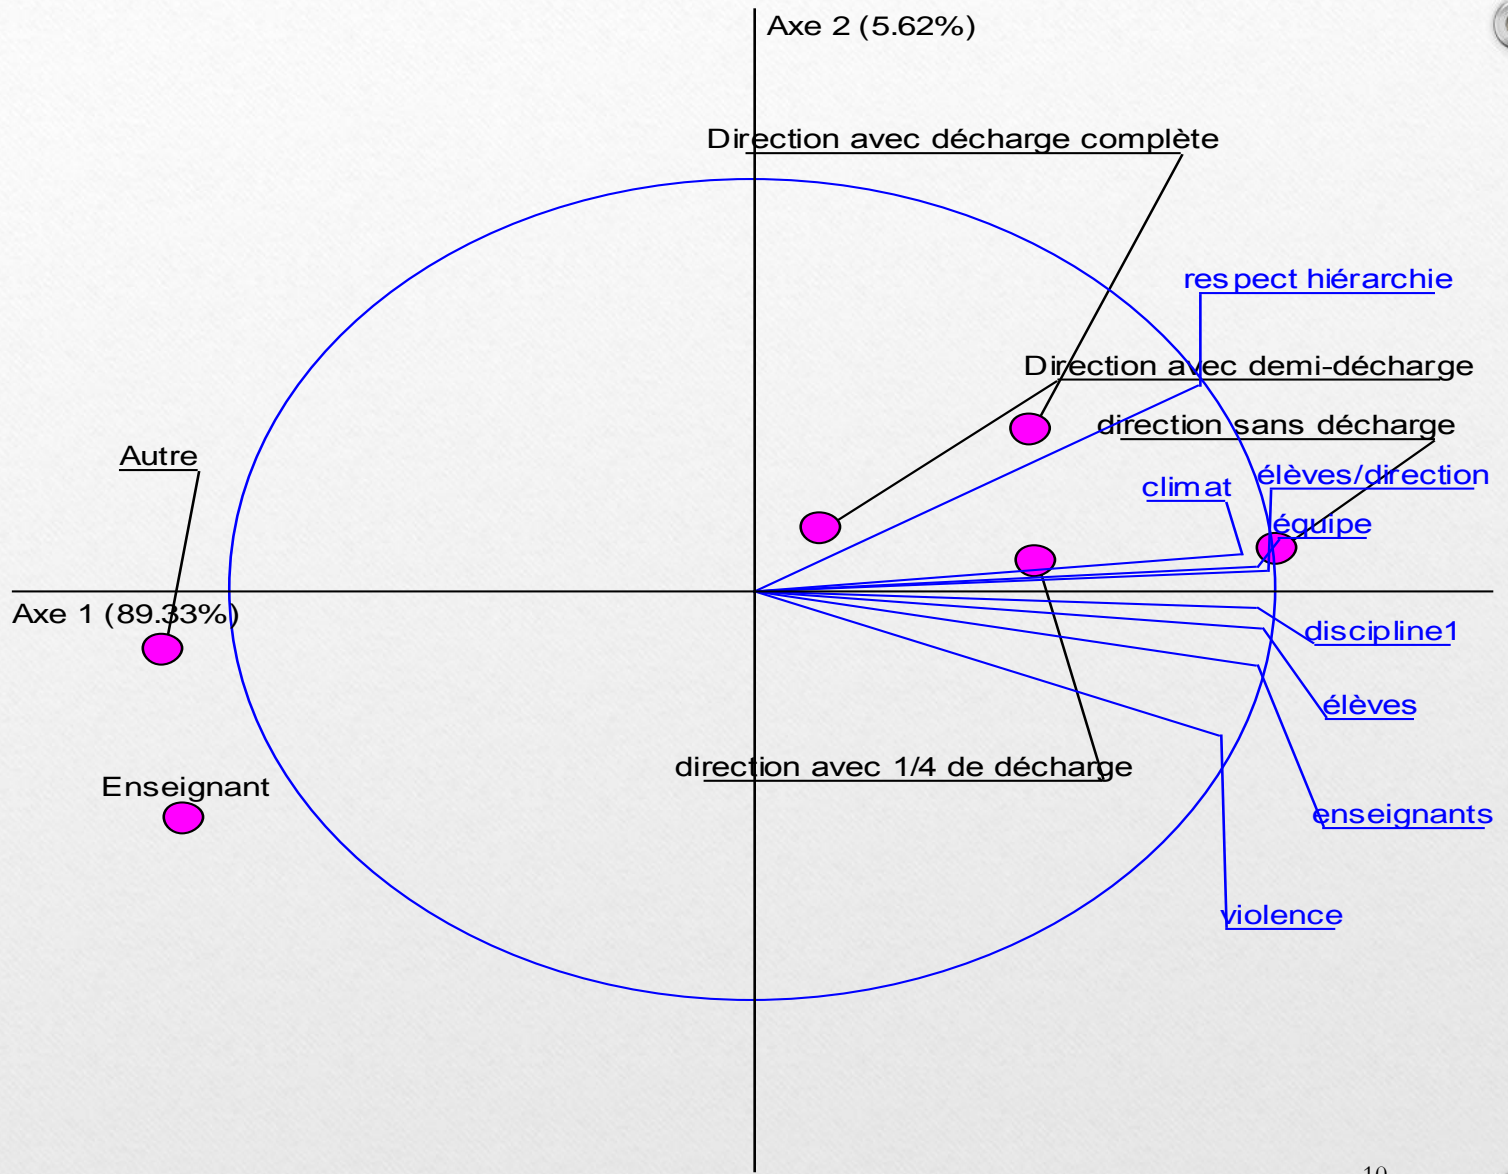 Axe 2 (5.62%)
Direction avec décharge complète
respect hiérarchie
Direction avec demi-décharge
direction sans décharge
Autre
élèves/direction
climat
équipe
Axe 1 (89.33%)
discipline1
élèves
direction avec 1/4 de décharge
Enseignant
enseignants
violence